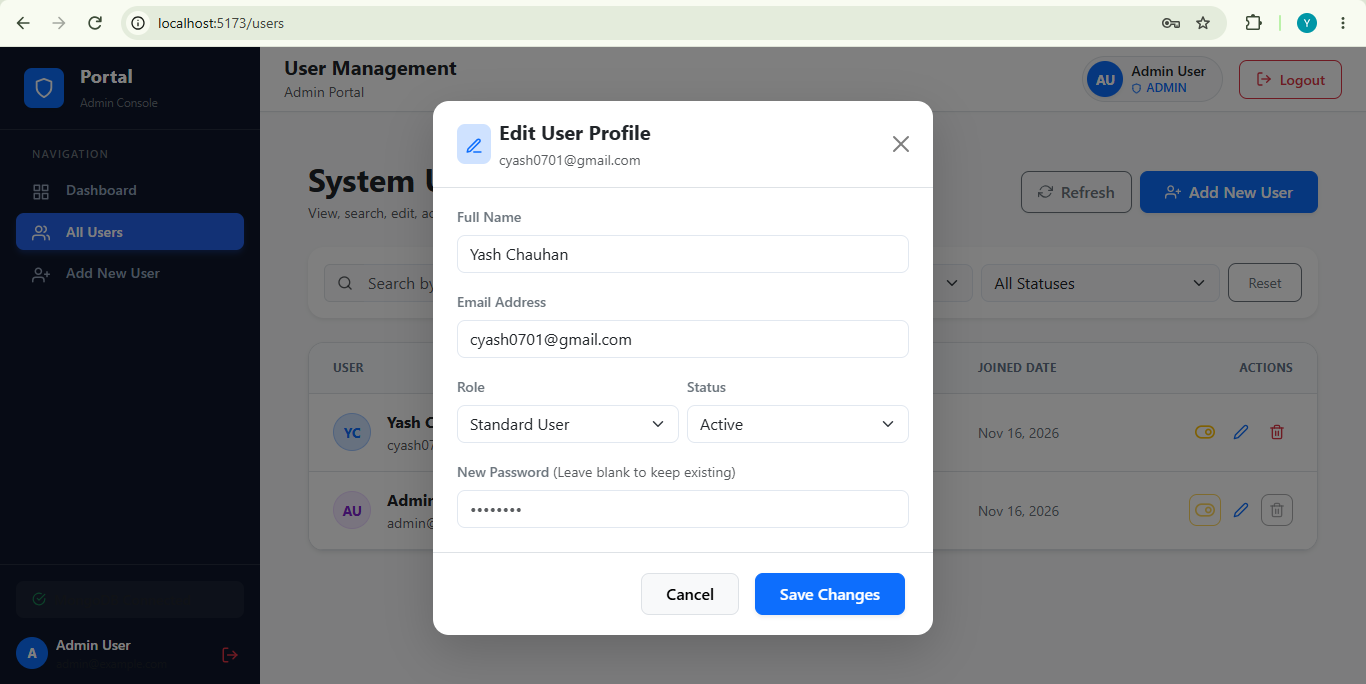 localhost:5173/users
Y
Portal
Admin Console
NAVIGATION
Dashboard
All Users
Add New User
A
Admin User
User Management
Admin Portal
AU
Admin User
ADMIN
Logout
System
View, search, edit,
Refresh
Add New User
Search by
All Statuses
Reset
USER
JOINED DATE
ACTIONS
YC
Yash
cyash07
Nov 16, 2026
AU
Admin
admin@
Nov 16, 2026
Edit User Profile
cyash0701@gmail.com
Full Name
Yash Chauhan
Email Address
cyash0701@gmail.com
Role
Status
Standard User
Active
New Password (Leave blank to keep existing)
••••••••
Cancel
Save Changes